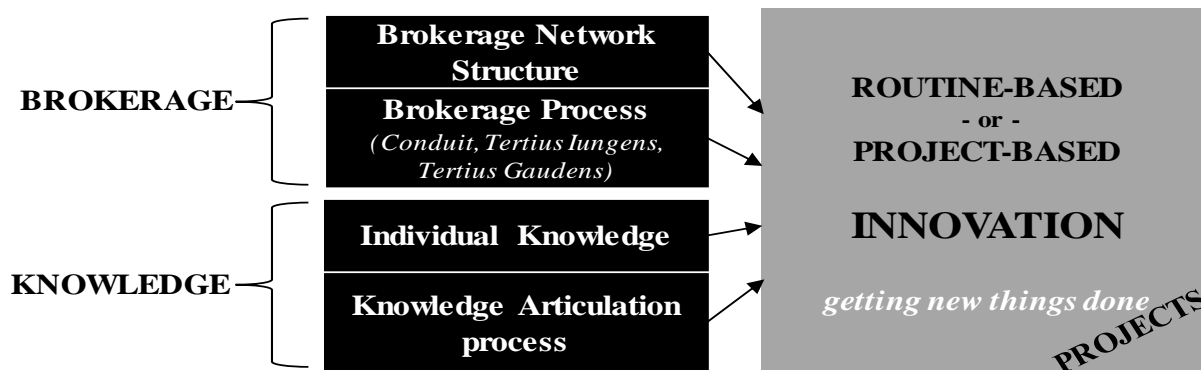 BROKERAGE
Brokerage Network
Structure
Brokerage Process
(Conduit, Tertius Iungens,
Tertius Gaudens)
KNOWLEDGE
Individual Knowledge
Knowledge Articulation
process
ROUTINE-BASED
- or -
PROJECT-BASED
INNOVATION
getting new things done
PROJECTS